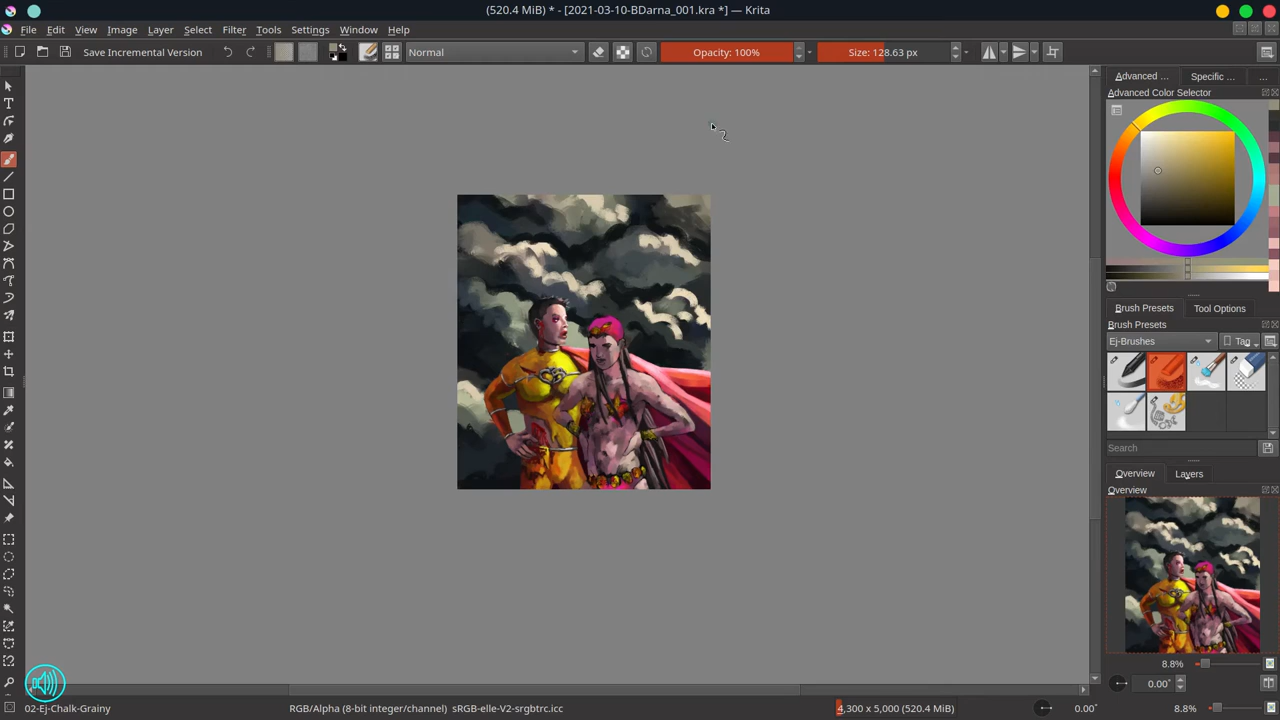 (520.4 MiB) * - [2021-03-10-BDarna_001.kra *] — Krita
File Edit View Image Layer Select Filter Tools Settings Window Help
Save Incremental Version Normal Opacity: 100% Size: 128.63 px
Advanced ... Specific ... ...
Advanced Color Selector
Brush Presets Tool Options
Brush Presets
Ej-Brushes Tag
Search
Overview Layers
Overview
8.8%
0.00°
02-Ej-Chalk-Grainy RGB/Alpha (8-bit integer/channel) sRGB-elle-V2-srgbtrc.icc 4,300 x 5,000 (520.4 MiB) 0.00° 8.8%